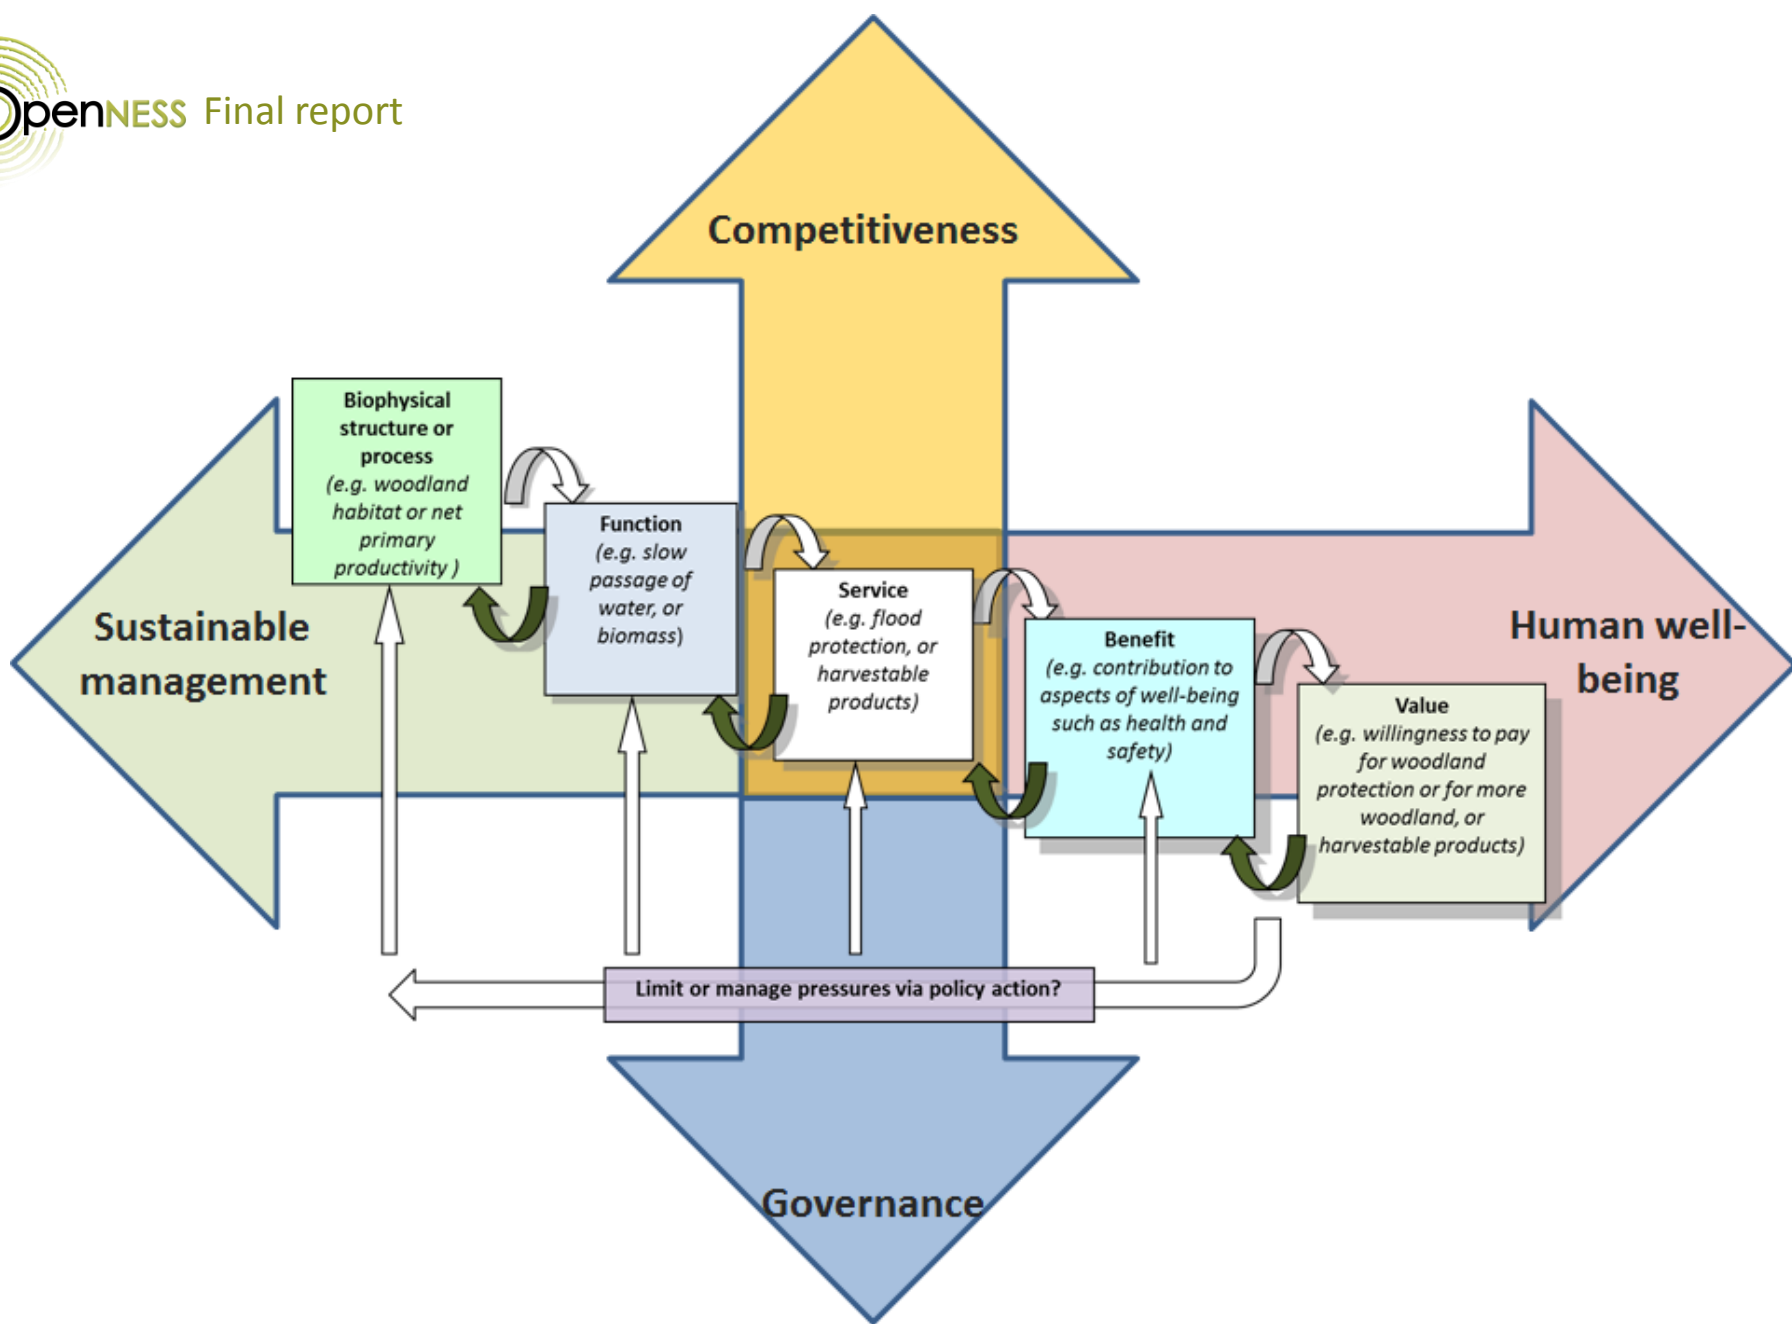 OpenNESS Final report
Competitiveness
Biophysical
structure or
process
(e.g. woodland
habitat or net
primary
productivity )
Function
(e.g. slow
passage of
water, or
biomass)
Service
(e.g. flood
protection, or
harvestable
products)
Benefit
(e.g. contribution to
aspects of well-being
such as health and
safety)
Value
(e.g. willingness to pay
for woodland
protection or for more
woodland, or
harvestable products)
Sustainable
management
Human well-
being
Limit or manage pressures via policy action?
Governance